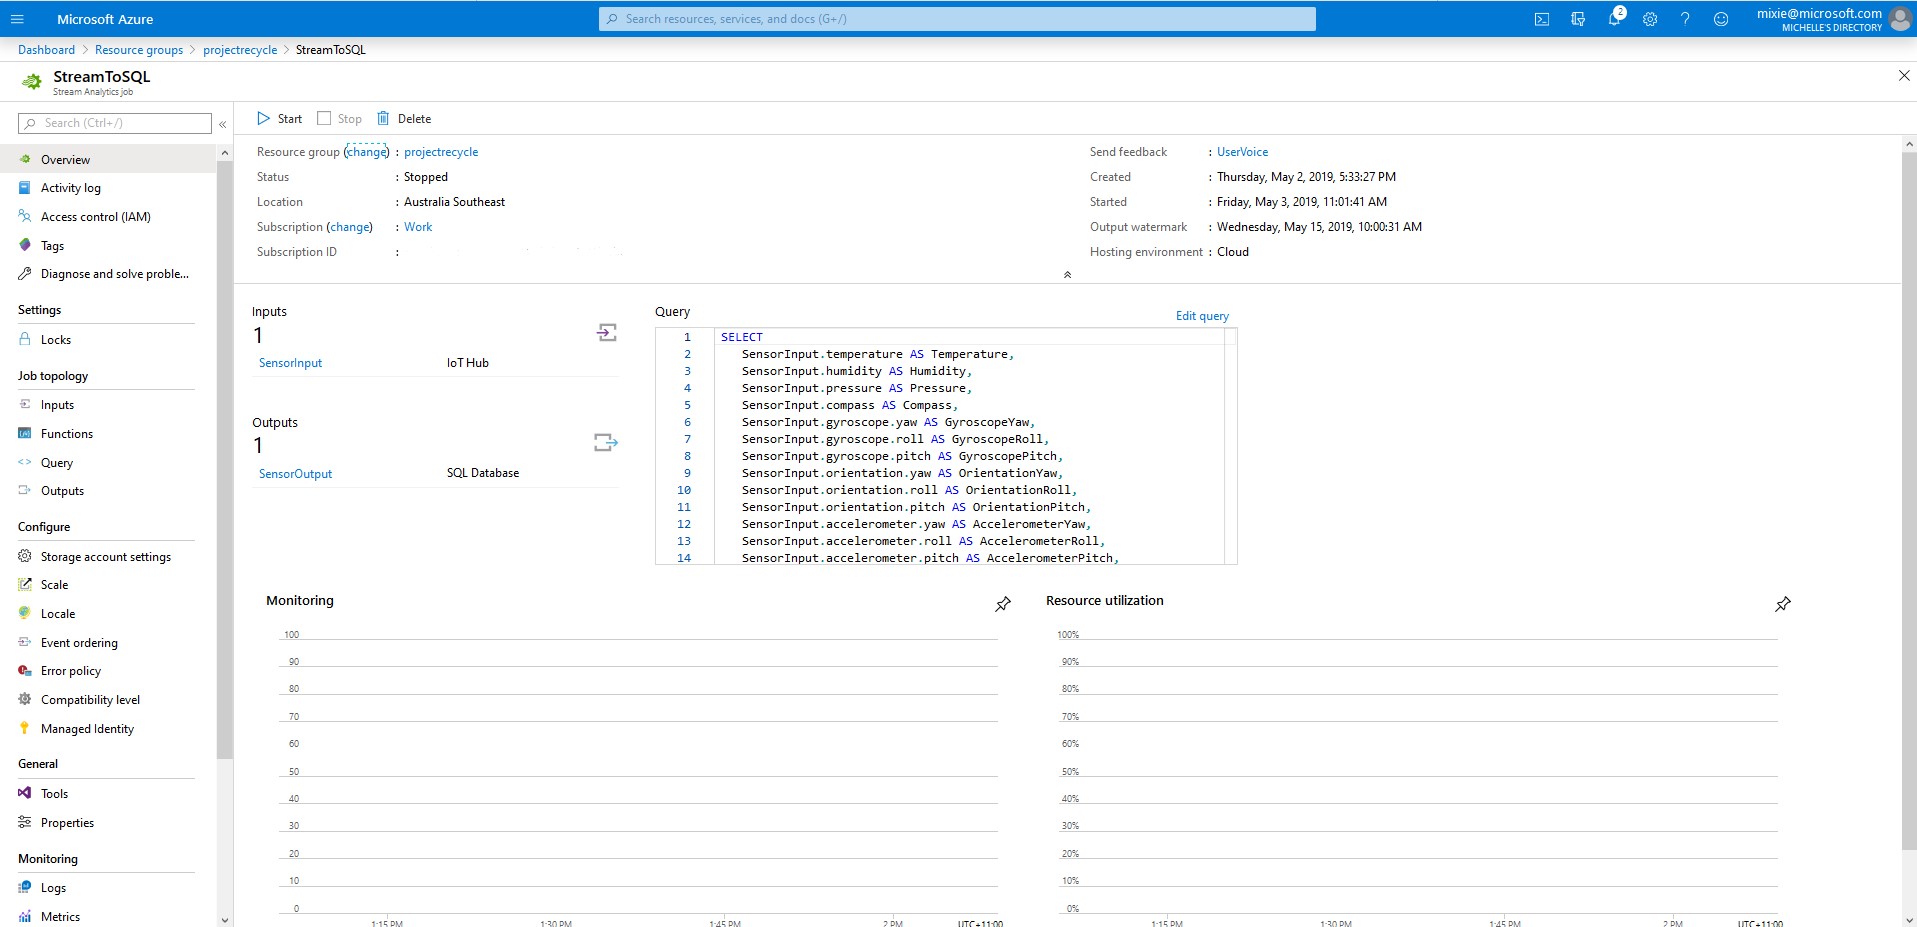 Microsoft Azure
Search resources, services, and docs (G+/)
2
mixie@microsoft.com
MICHELLE'S DIRECTORY
Dashboard > Resource groups > projectrecycle > StreamToSQL
StreamToSQL
Stream Analytics job
Search (Ctrl+/)
«
Overview
Activity log
Access control (IAM)
Tags
Diagnose and solve proble...
Settings
Locks
Job topology
Inputs
Functions
Query
Outputs
Configure
Storage account settings
Scale
Locale
Event ordering
Error policy
Compatibility level
Managed Identity
General
Tools
Properties
Monitoring
Logs
Metrics
Start Stop Delete
Resource group (change) : projectrecycle
Status : Stopped
Location : Australia Southeast
Subscription (change) : Work
Subscription ID :
Send feedback : UserVoice
Created : Thursday, May 2, 2019, 5:33:27 PM
Started : Friday, May 3, 2019, 11:01:41 AM
Output watermark : Wednesday, May 15, 2019, 10:00:31 AM
Hosting environment : Cloud
Inputs
1
SensorInput IoT Hub
Outputs
1
SensorOutput SQL Database
Query
Edit query
1 SELECT
2 SensorInput.temperature AS Temperature,
3 SensorInput.humidity AS Humidity,
4 SensorInput.pressure AS Pressure,
5 SensorInput.compass AS Compass,
6 SensorInput.gyroscope.yaw AS GyroscopeYaw,
7 SensorInput.gyroscope.roll AS GyroscopeRoll,
8 SensorInput.gyroscope.pitch AS GyroscopePitch,
9 SensorInput.orientation.yaw AS OrientationYaw,
10 SensorInput.orientation.roll AS OrientationRoll,
11 SensorInput.orientation.pitch AS OrientationPitch,
12 SensorInput.accelerometer.yaw AS AccelerometerYaw,
13 SensorInput.accelerometer.roll AS AccelerometerRoll,
14 SensorInput.accelerometer.pitch AS AccelerometerPitch,
Monitoring
100
90
80
70
60
50
40
30
20
10
0
1:15 PM 1:30 PM 1:45 PM 2 PM UTC+11:00
Resource utilization
100%
90%
80%
70%
60%
50%
40%
30%
20%
10%
0%
1:15 PM 1:30 PM 1:45 PM 2 PM UTC+11:00